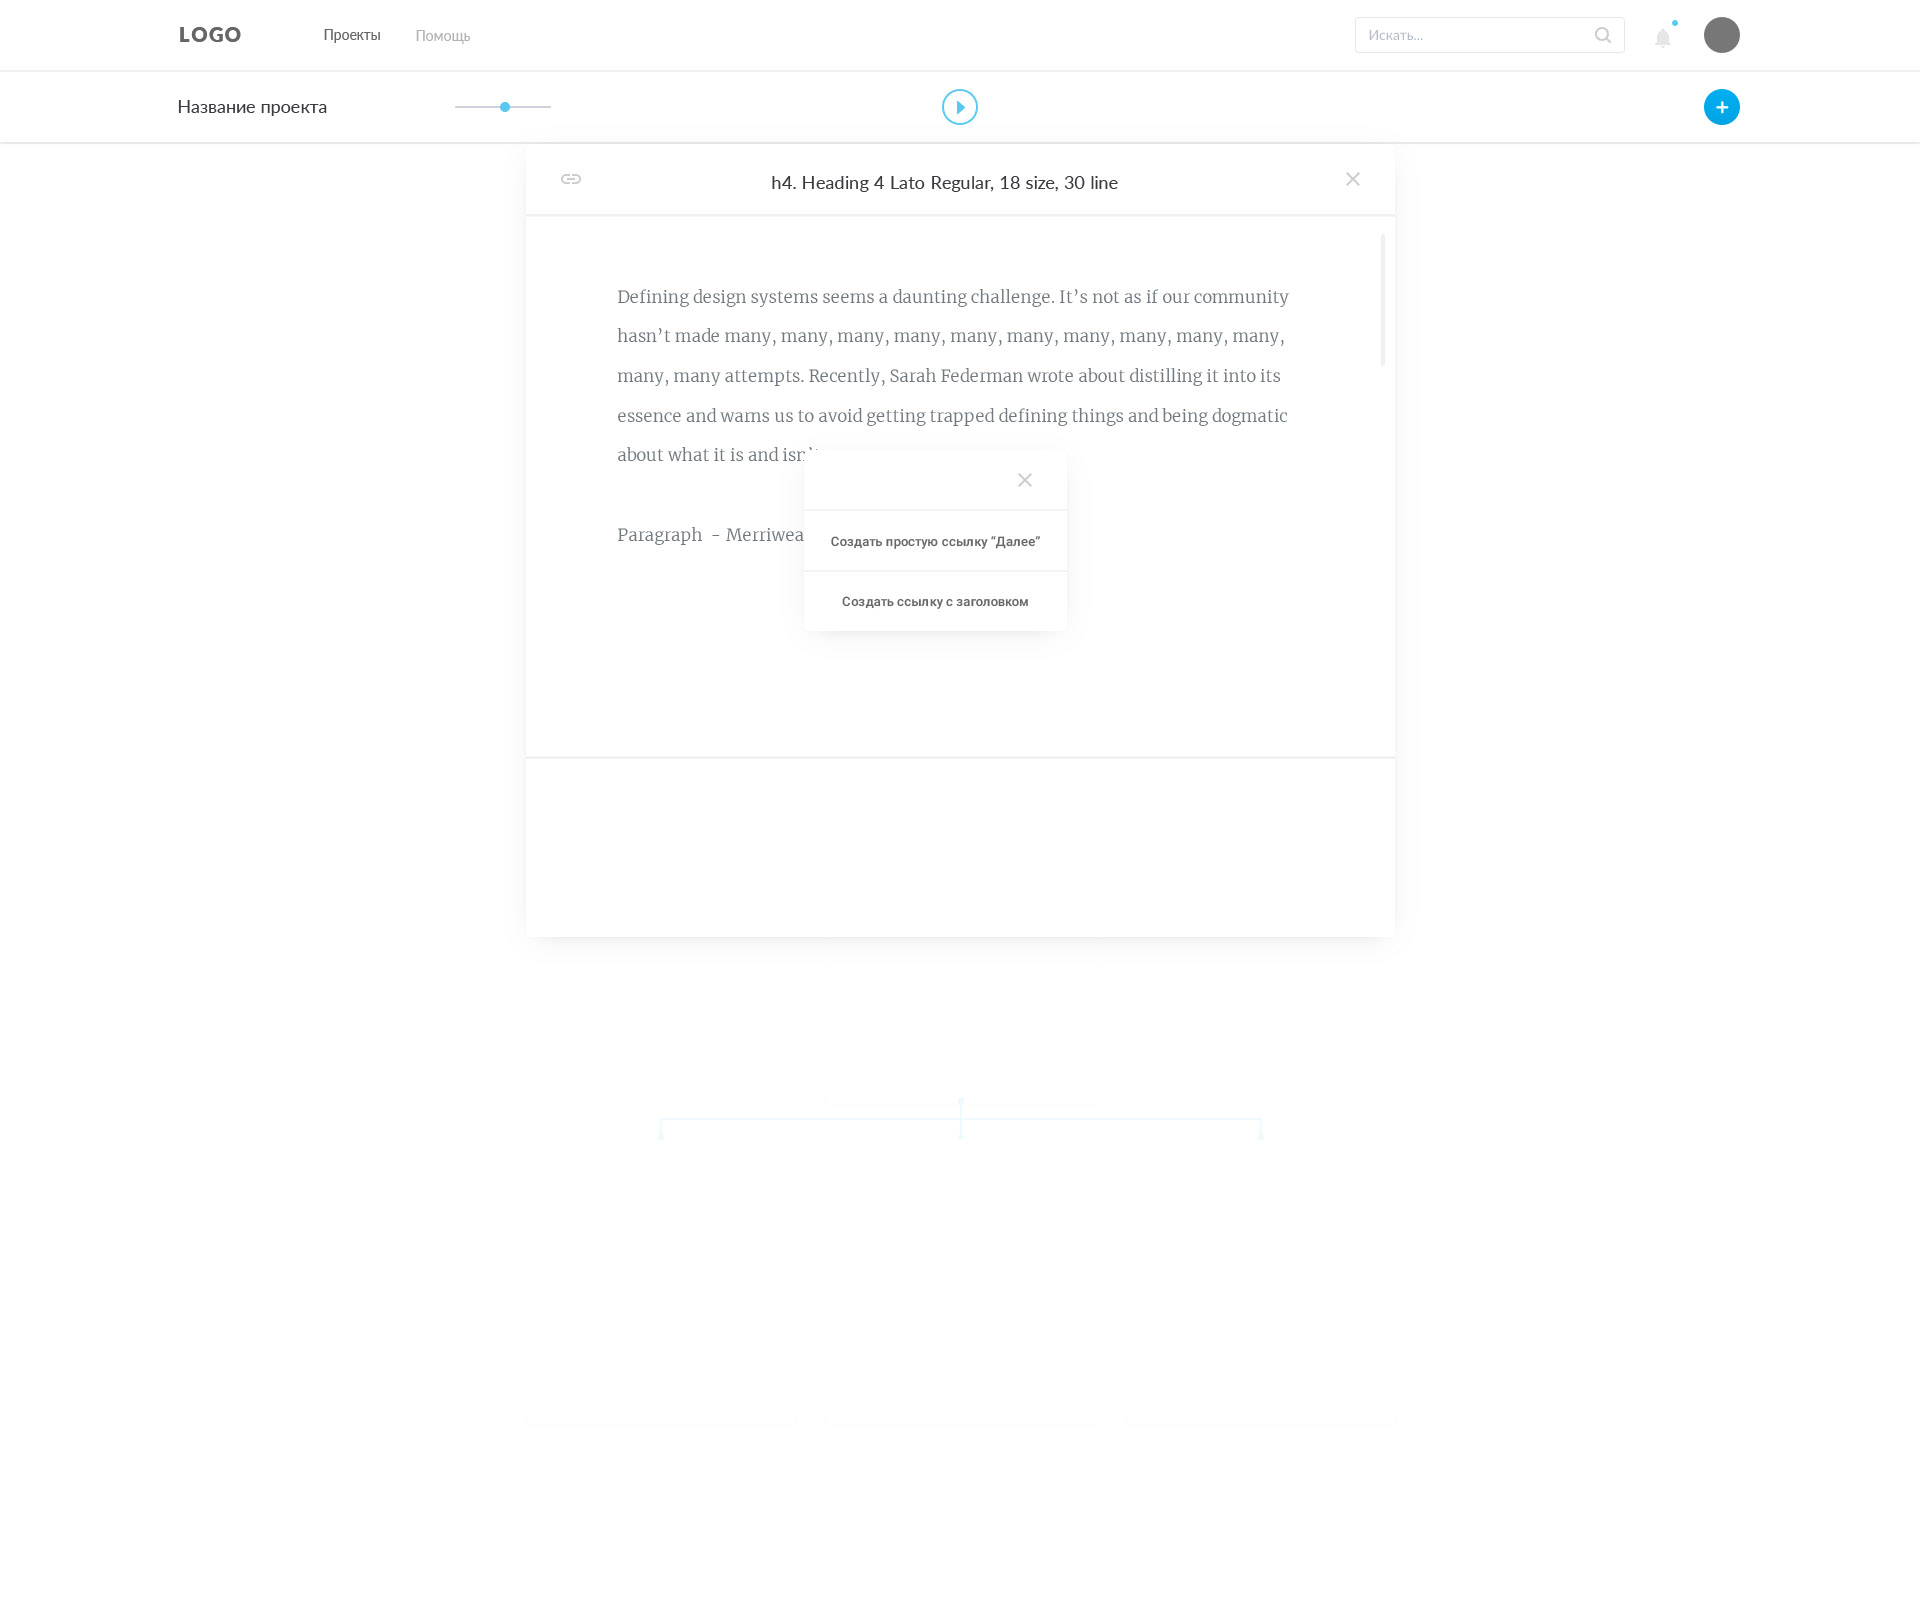 LOGO
Проекты
Помощь
Искать...
Название проекта
h4. Heading 4 Lato Regular, 18 size, 30 line
Defining design systems seems a daunting challenge. It’s not as if our community
hasn’t made many, many, many, many, many, many, many, many, many, many,
many, many attempts. Recently, Sarah Federman wrote about distilling it into its
essence and warns us to avoid getting trapped defining things and being dogmatic
about what it is and isn’
Paragraph - Merriwea
Создать простую ссылку “Далее”
Создать ссылку с заголовком